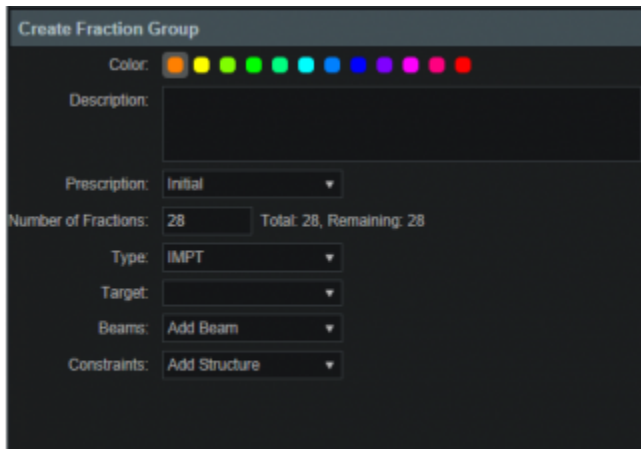 Create Fraction Group
Color:
Description:
Prescription: Initial
Number of Fractions: 28 Total: 28, Remaining: 28
Type: IMPT
Target:
Beams: Add Beam
Constraints: Add Structure